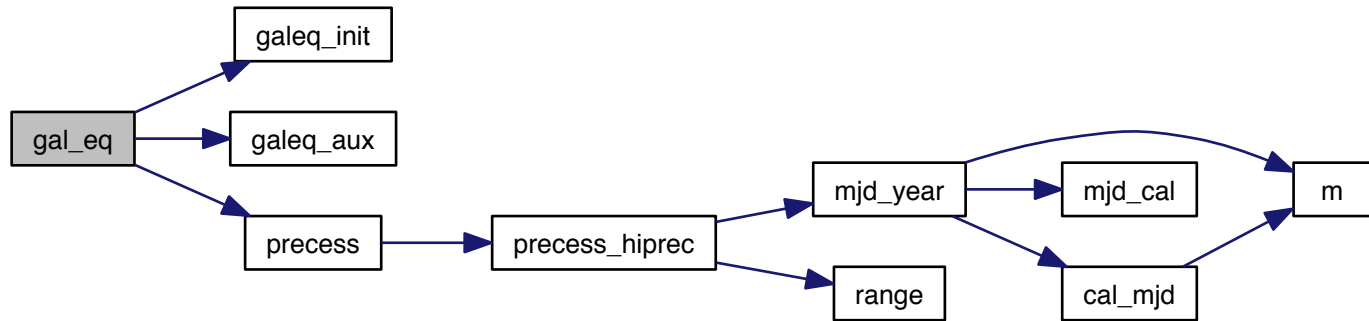 galeq_init
gal_eq
galeq_aux
precess
precess_hiprec
mjd_year
range
mjd_cal
cal_mjd
m